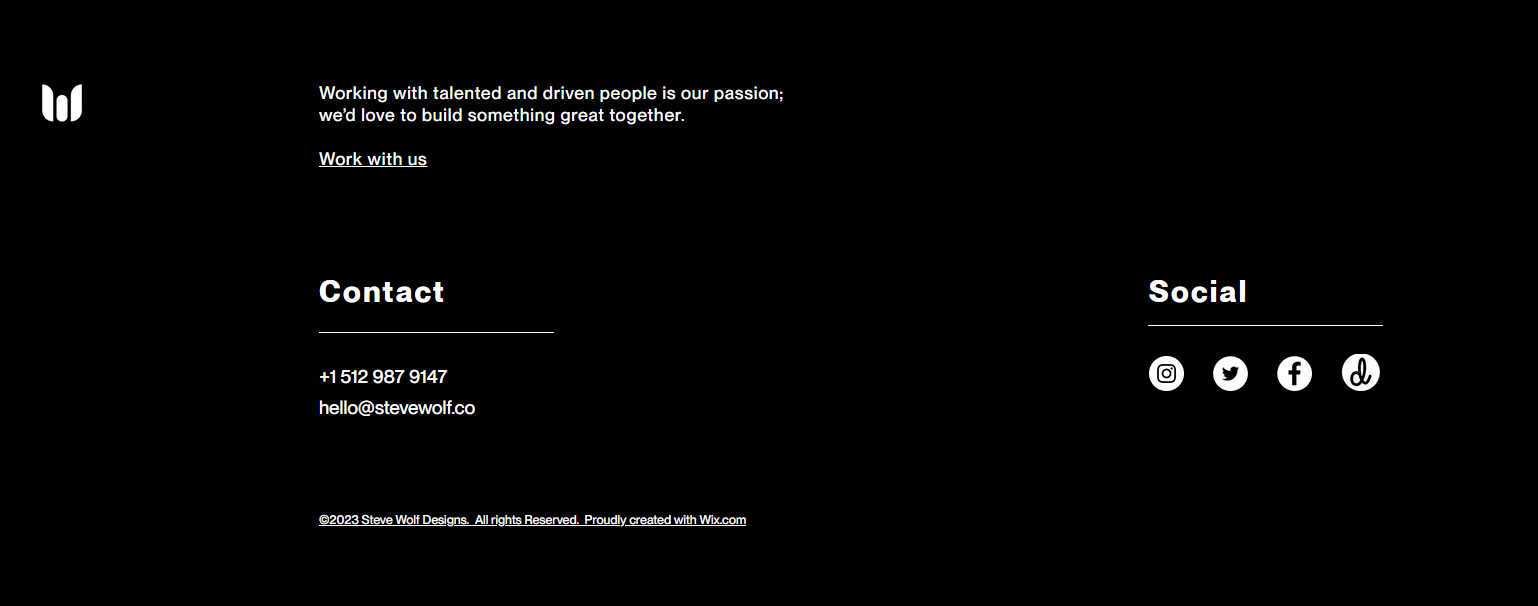 Working with talented and driven people is our passion;
we'd love to build something great together.
Work with us
Contact
Social
+1 512 987 9147
hello@stevewolf.co
©2023 Steve Wolf Designs.  All rights Reserved.  Proudly created with Wix.com